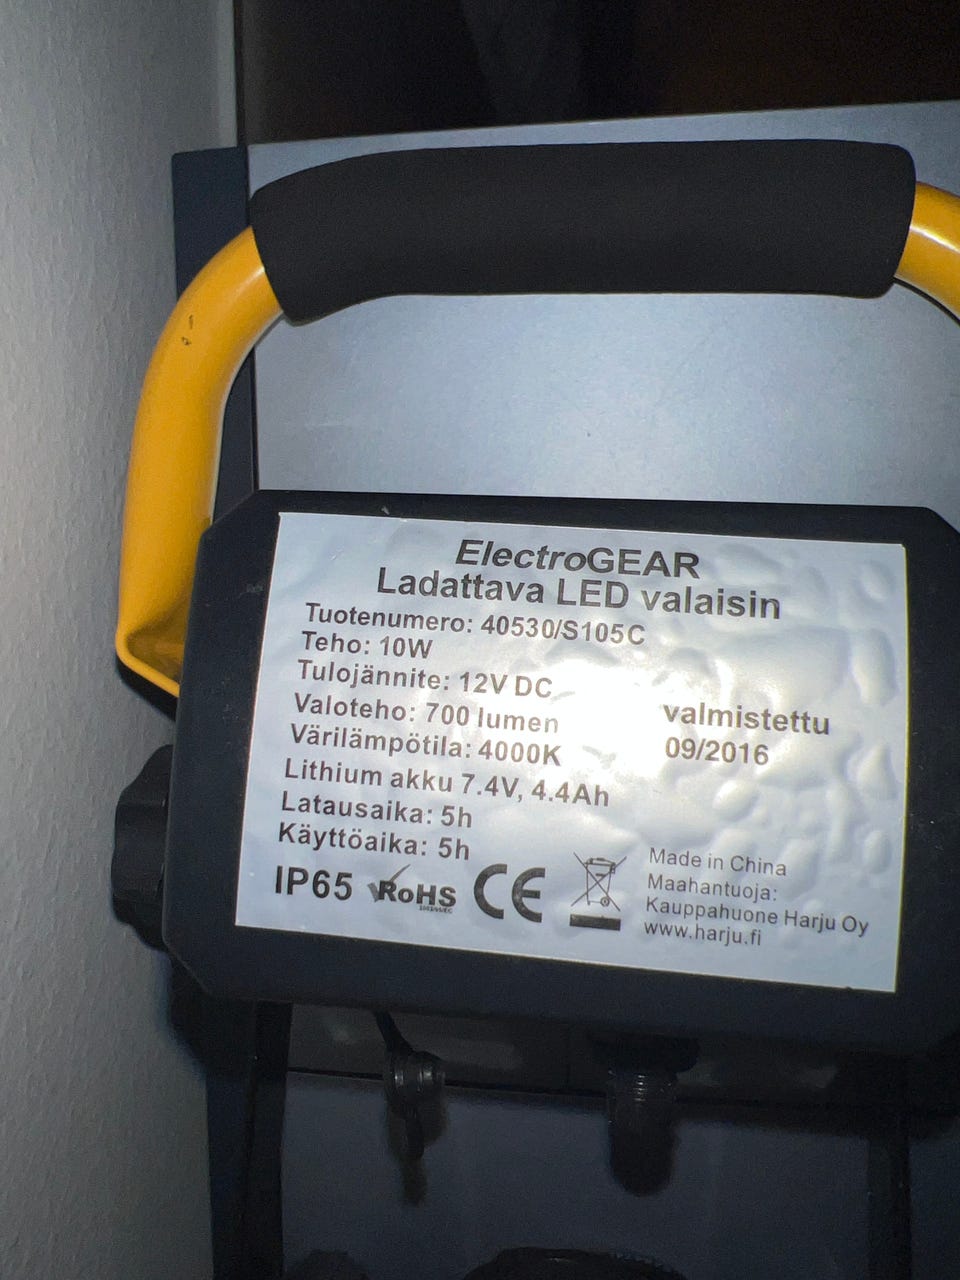 ElectroGEAR
Ladattava LED valaisin
Tuotenumero: 40530/S105C
Teho: 10W
Tulojännite: 12V DC
Valoteho: 700 lumen
Värilämpötila: 4000K
Lithium akku 7.4V, 4.4Ah
Latausaika: 5h
Käyttöaika: 5h
valmistettu
09/2016
IP65 RoHS CE
Made in China
Maahantuoja:
Kauppahuone Harju Oy
www.harju.fi